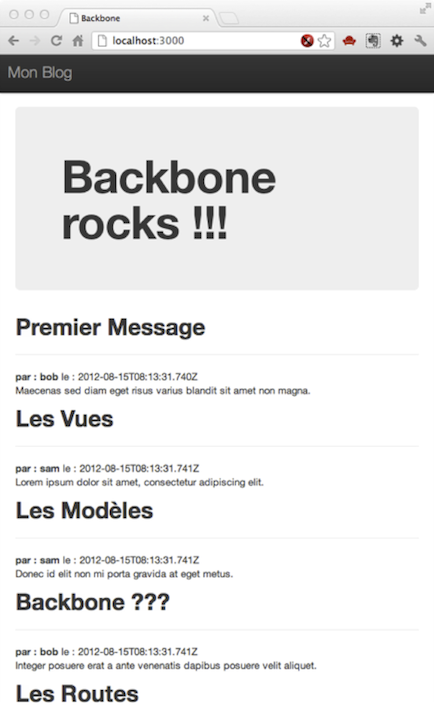 Backbone
localhost:3000
Mon Blog
Backbone
rocks !!!
Premier Message
par : bob le : 2012-08-15T08:13:31.740Z
Maecenas sed diam eget risus varius blandit sit amet non magna.
Les Vues
par : sam le : 2012-08-15T08:13:31.741Z
Lorem ipsum dolor sit amet, consectetur adipiscing elit.
Les Modèles
par : sam le : 2012-08-15T08:13:31.741Z
Donec id elit non mi porta gravida at eget metus.
Backbone ???
par : bob le : 2012-08-15T08:13:31.741Z
Integer posuere erat a ante venenatis dapibus posuere velit aliquet.
Les Routes